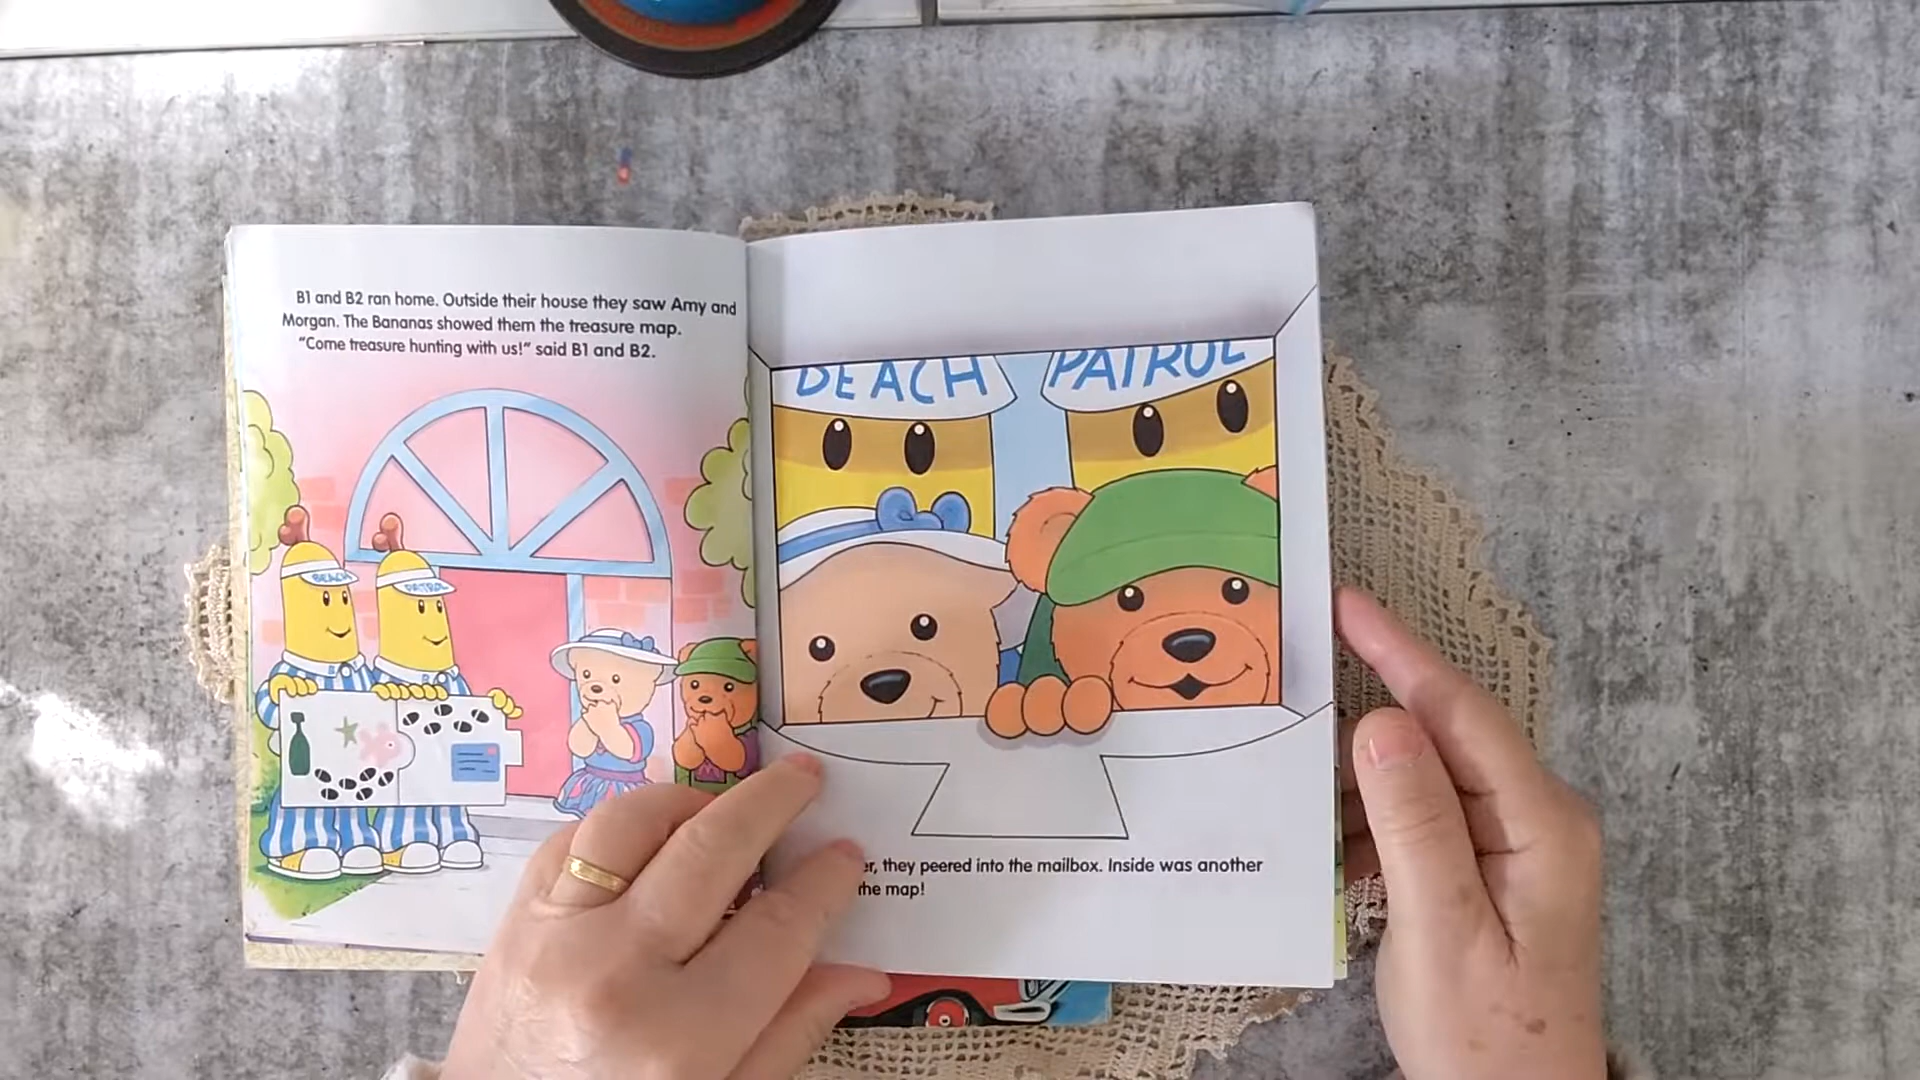 B1 and B2 ran home. Outside their house they saw Amy and
Morgan. The Bananas showed them the treasure map.
"Come treasure hunting with us!" said B1 and B2.
BEACH
PATROL
BEACH PATROL
they peered into the mailbox. Inside was another
the map!